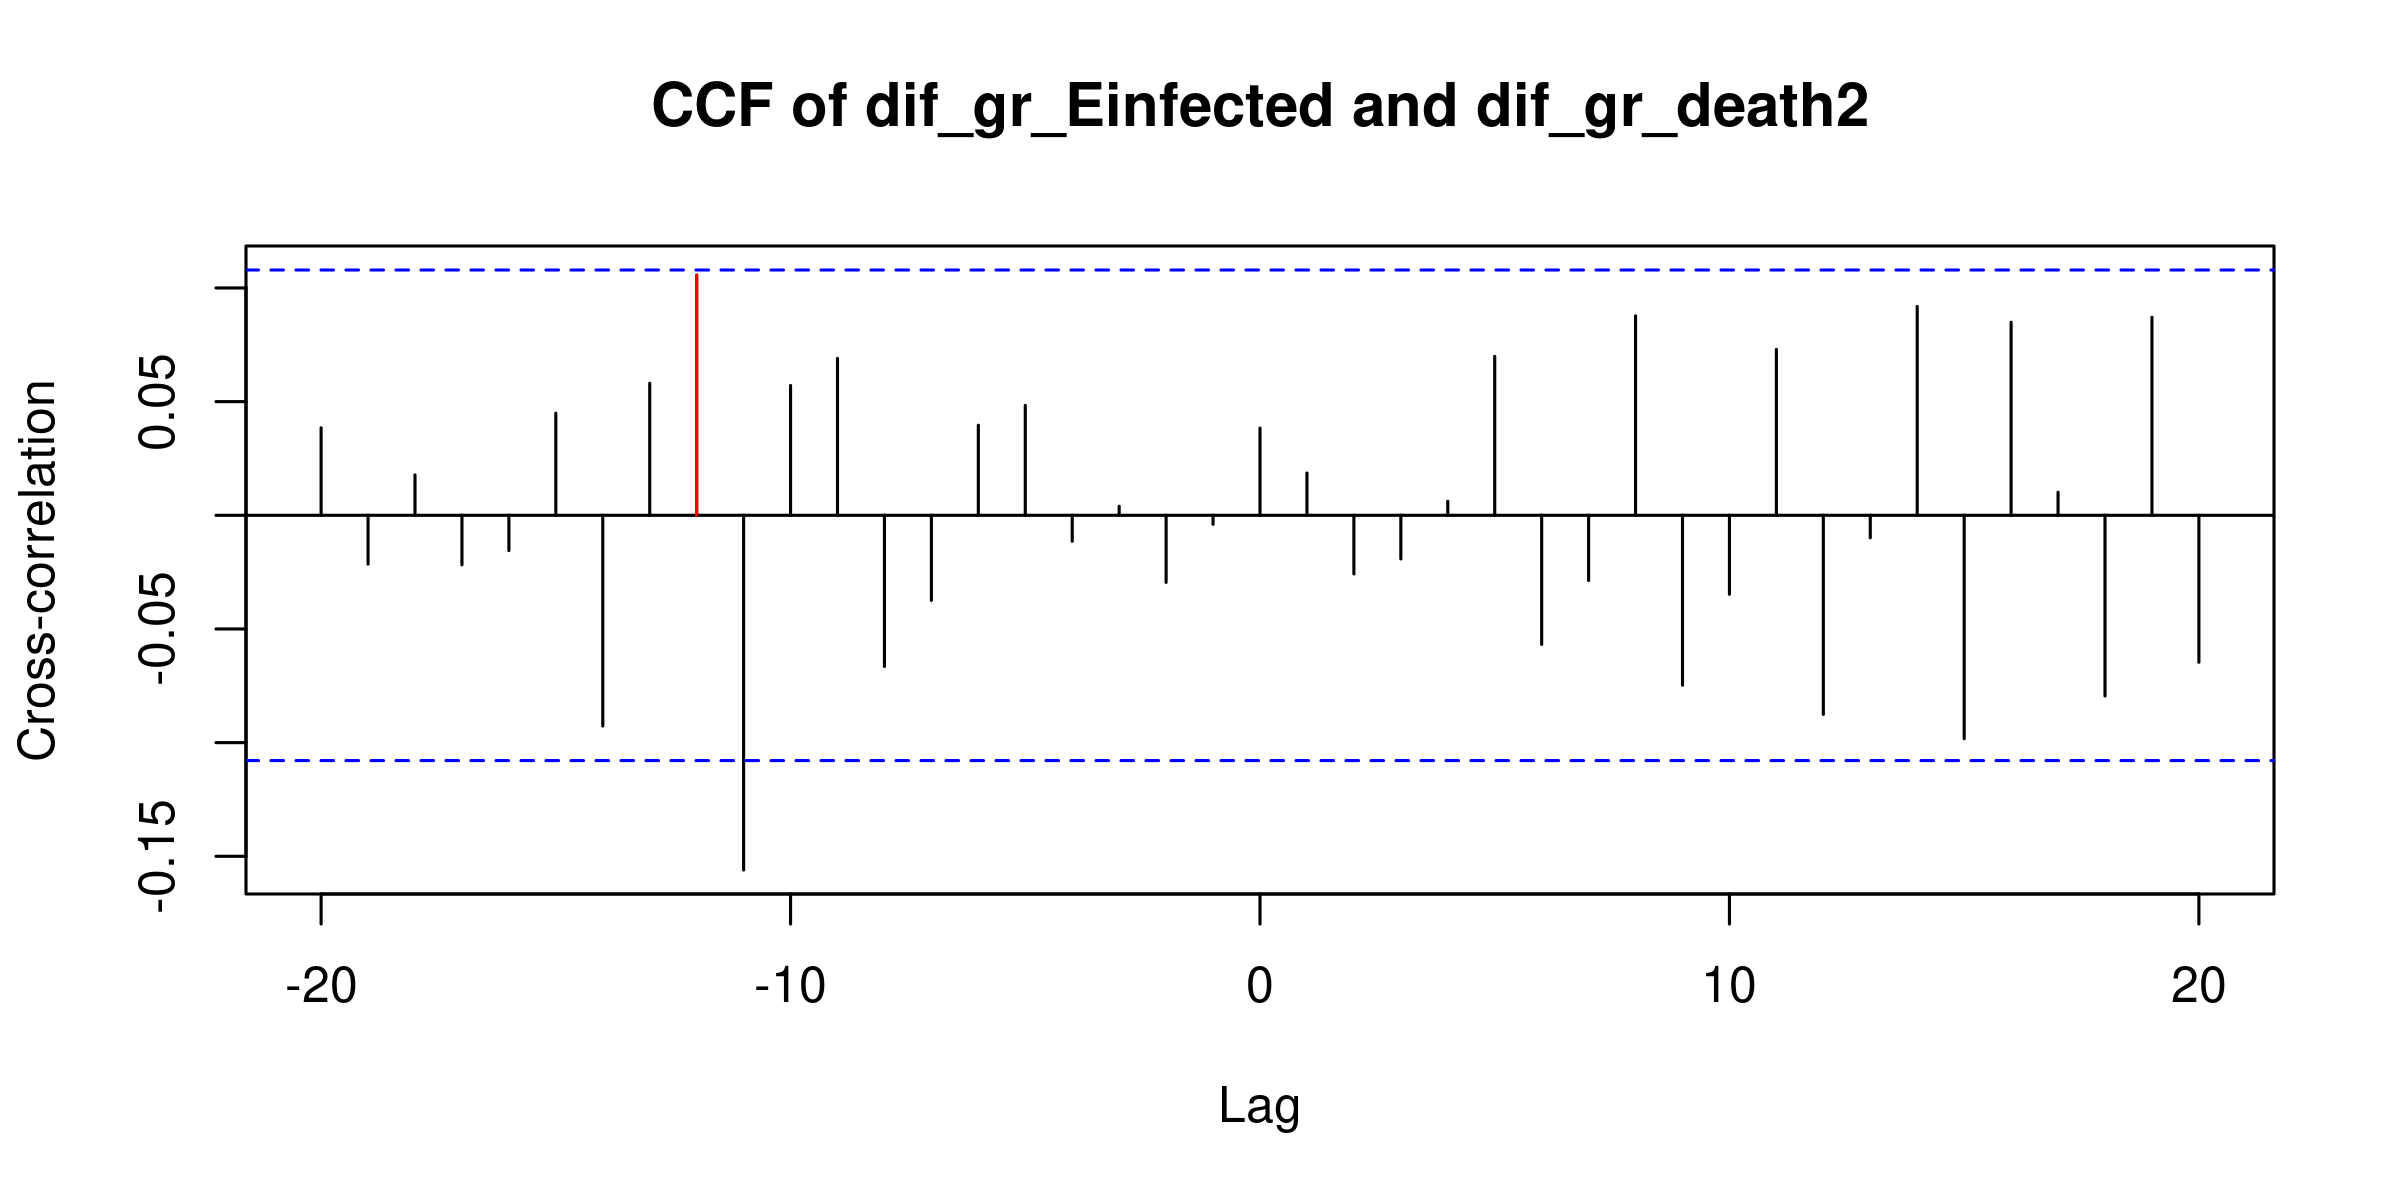 CCF of dif_gr_Einfected and dif_gr_death2
Cross-correlation
0.05
-0.05
-0.15
-20 -10 0 10 20
Lag